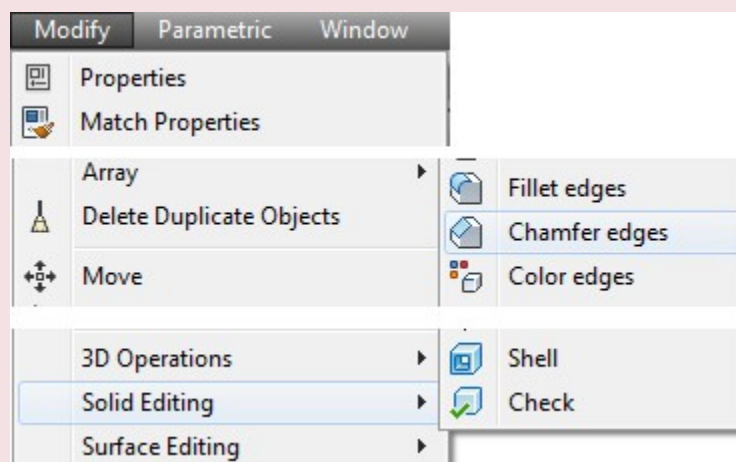 Modify Parametric Window
Properties
Match Properties
Array
Delete Duplicate Objects
Move
3D Operations
Solid Editing
Surface Editing
Fillet edges
Chamfer edges
Color edges
Shell
Check